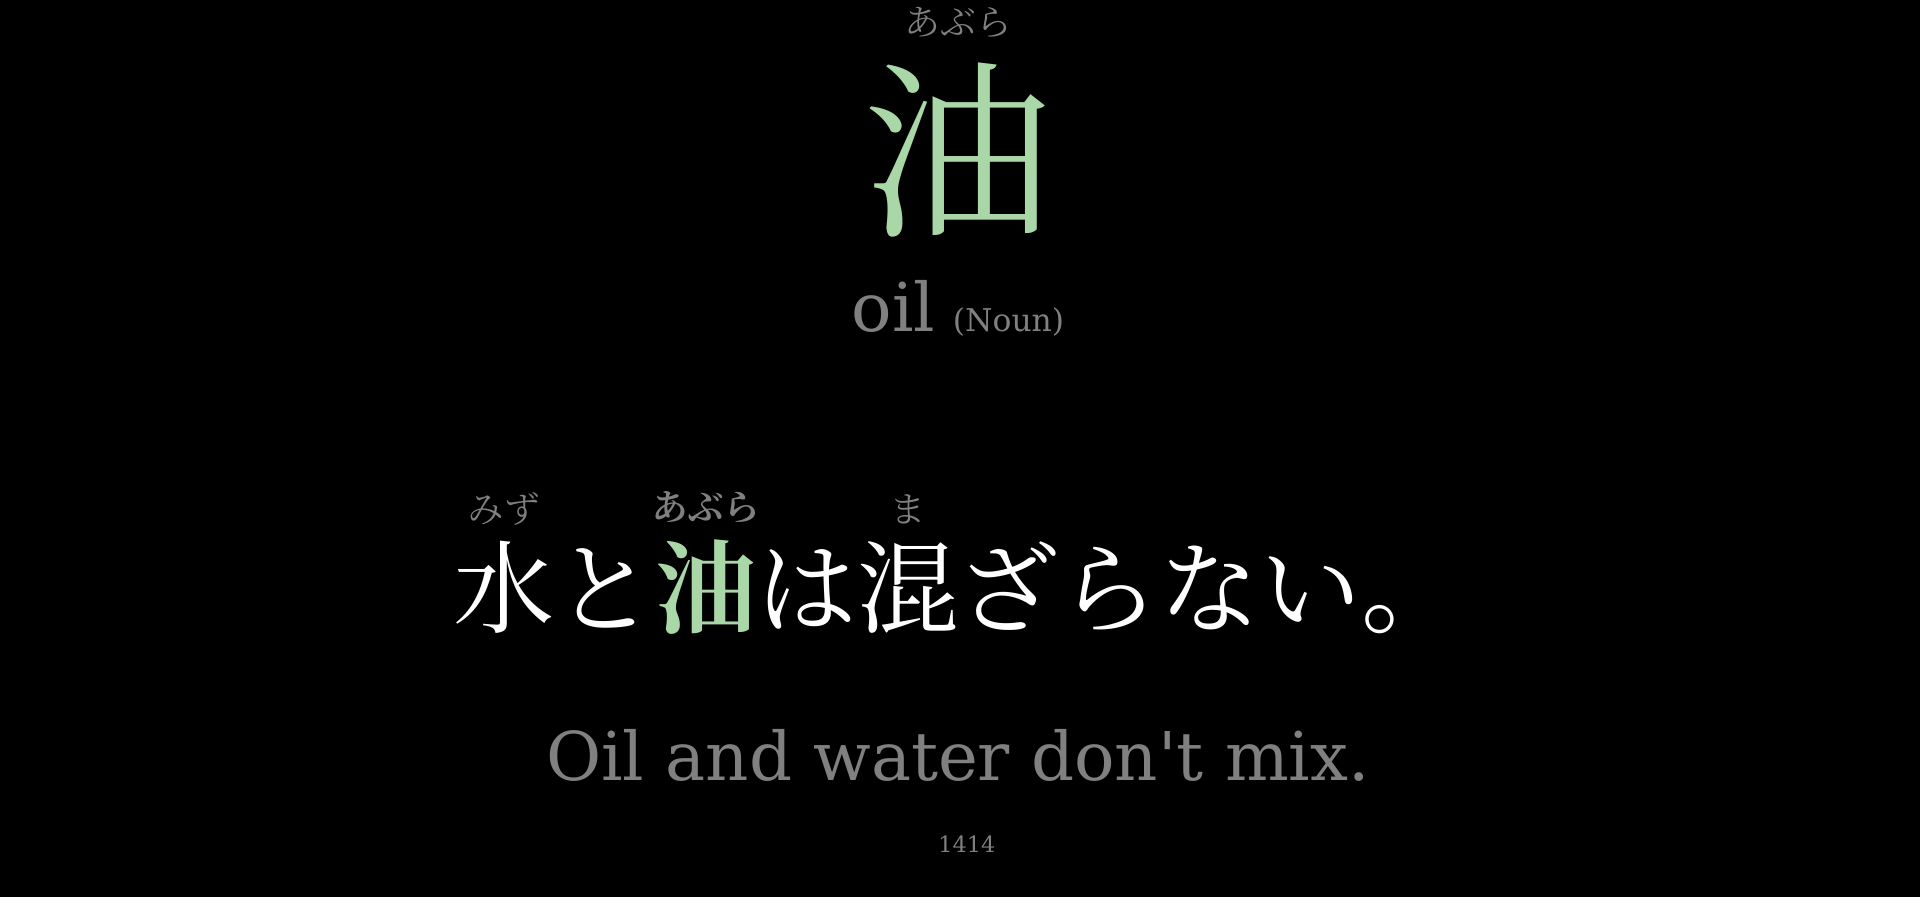 あぶら
油
oil (Noun)
みず あぶら ま
水と油は混ざらない。
Oil and water don't mix.
1414